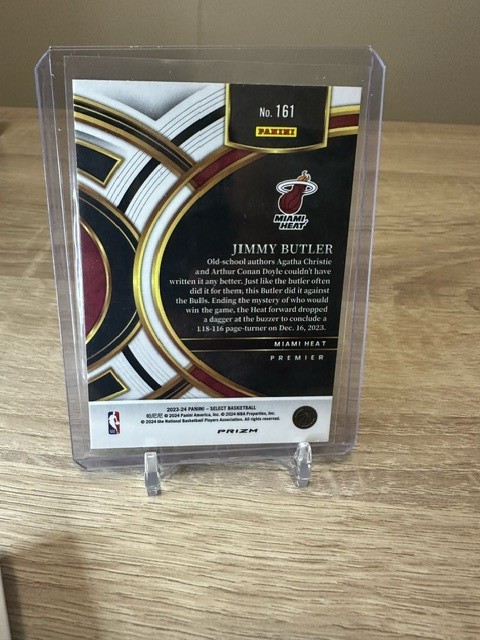 No. 161
PANINI
MIAMI
HEAT
JIMMY BUTLER
Old-school authors Agatha Christie
and Arthur Conan Doyle couldn't have
written it any better. Just like the butler often
did it for them, this Butler did it against
the Bulls. Ending the mystery of who would
win the game, the Heat forward dropped
a dagger at the buzzer to conclude a
118-116 page-turner on Dec. 16, 2023.
MIAMI HEAT
PREMIER
2023-24 PANINI – SELECT BASKETBALL
© 2024 Panini America, Inc. © 2024 NBA Properties, Inc.
© 2024 the National Basketball Players Association. All rights reserved.
PRIZM